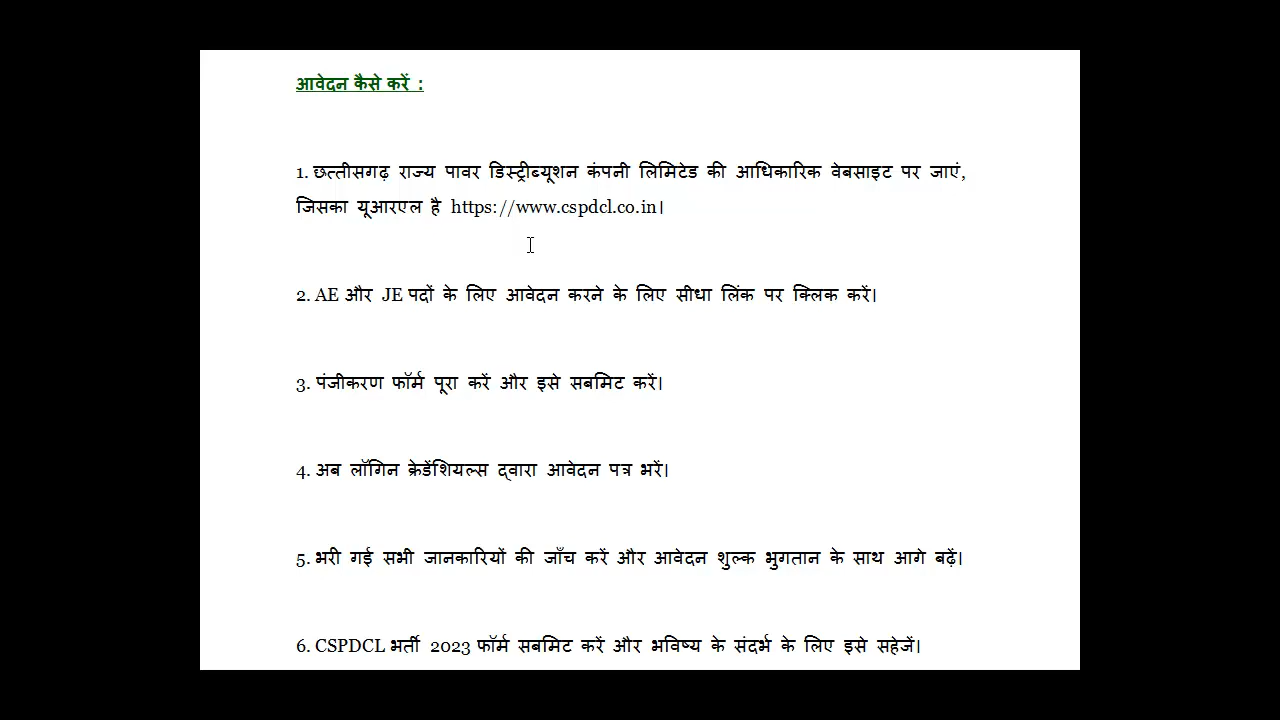 आवेदन कैसे करें :
1. छत्तीसगढ़ राज्य पावर डिस्ट्रीब्यूशन कंपनी लिमिटेड की आधिकारिक वेबसाइट पर जाएं,
जिसका यूआरएल है https://www.cspdcl.co.in।
2. AE और JE पदों के लिए आवेदन करने के लिए सीधा लिंक पर क्लिक करें।
3. पंजीकरण फॉर्म पूरा करें और इसे सबमिट करें।
4. अब लॉगिन क्रेडेंशियल्स द्वारा आवेदन पत्र भरें।
5. भरी गई सभी जानकारियों की जाँच करें और आवेदन शुल्क भुगतान के साथ आगे बढ़ें।
6. CSPDCL भर्ती 2023 फॉर्म सबमिट करें और भविष्य के संदर्भ के लिए इसे सहेजें।